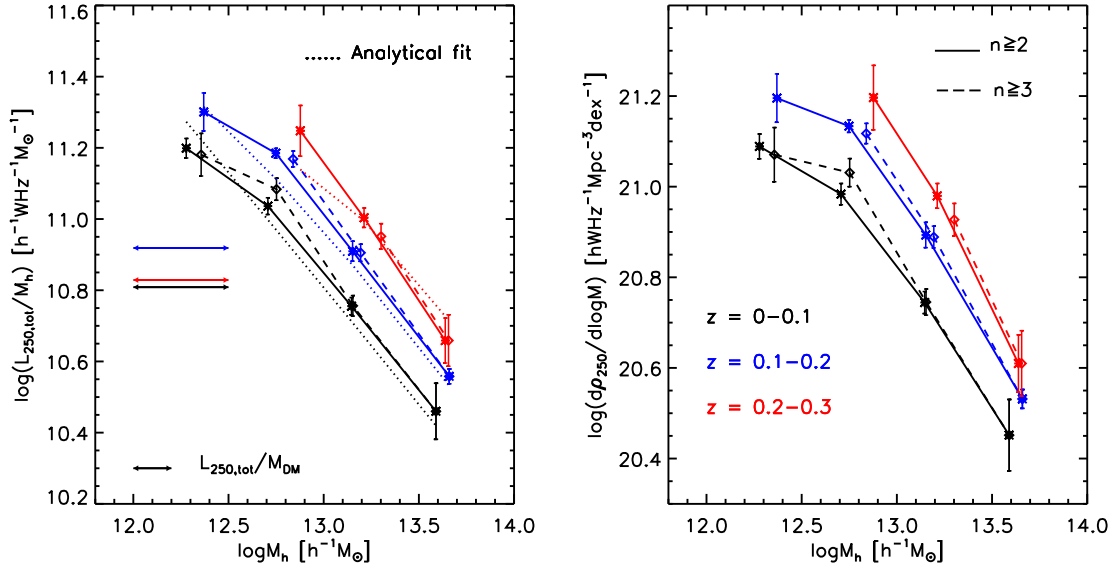 11.6
11.4
11.2
11.0
10.8
10.6
10.4
10.2
log(L250,tot/Mh) [h−1WHz−1M⊙−1]
Analytical fit
L250,tot/MDM
12.0 12.5 13.0 13.5 14.0
logMh [h−1M⊙]
21.2
21.0
20.8
20.6
20.4
log(dρ250/dlogM) [hWHz−1Mpc−3dex−1]
n≧2
n≧3
z = 0−0.1
z = 0.1−0.2
z = 0.2−0.3
12.0 12.5 13.0 13.5 14.0
logMh [h−1M⊙]